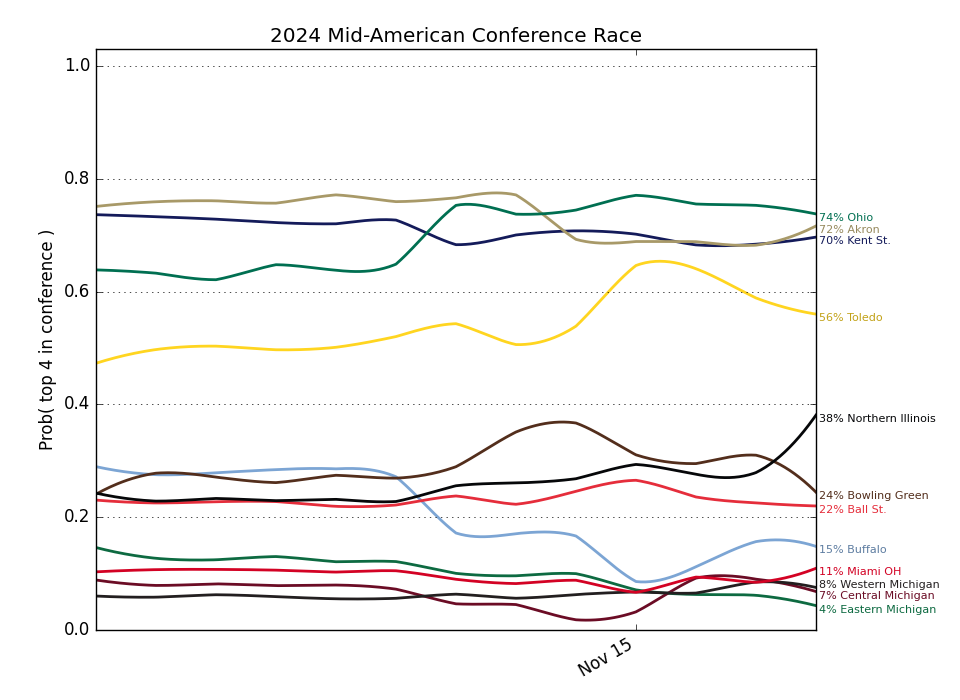 2024 Mid-American Conference Race
Prob( top 4 in conference )
1.0
0.8
0.6
0.4
0.2
0.0
74% Ohio
72% Akron
70% Kent St.
56% Toledo
38% Northern Illinois
24% Bowling Green
22% Ball St.
15% Buffalo
11% Miami OH
8% Western Michigan
7% Central Michigan
4% Eastern Michigan
Nov 15